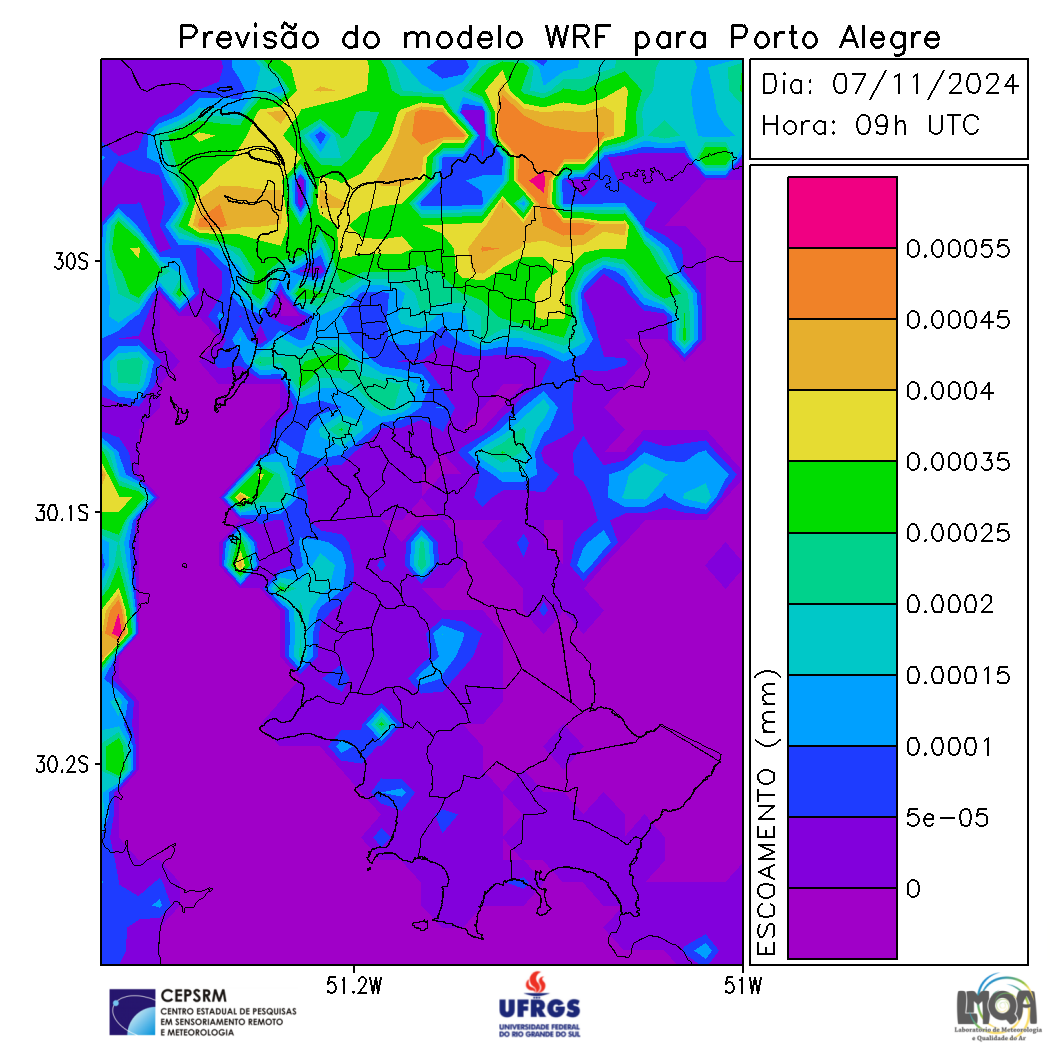 Previsão do modelo WRF para Porto Alegre
Dia: 07/11/2024
Hora: 09h UTC
30S
30.1S
30.2S
51.2W
51W
ESCOAMENTO (mm)
0.00055
0.00045
0.0004
0.00035
0.00025
0.0002
0.00015
0.0001
5e-05
0
CEPSRM
CENTRO ESTADUAL DE PESQUISAS
EM SENSORIAMENTO REMOTO
E METEOROLOGIA
UFRGS
UNIVERSIDADE FEDERAL
DO RIO GRANDE DO SUL
LMQA
Laboratório de Meteorologia
e Qualidade do Ar